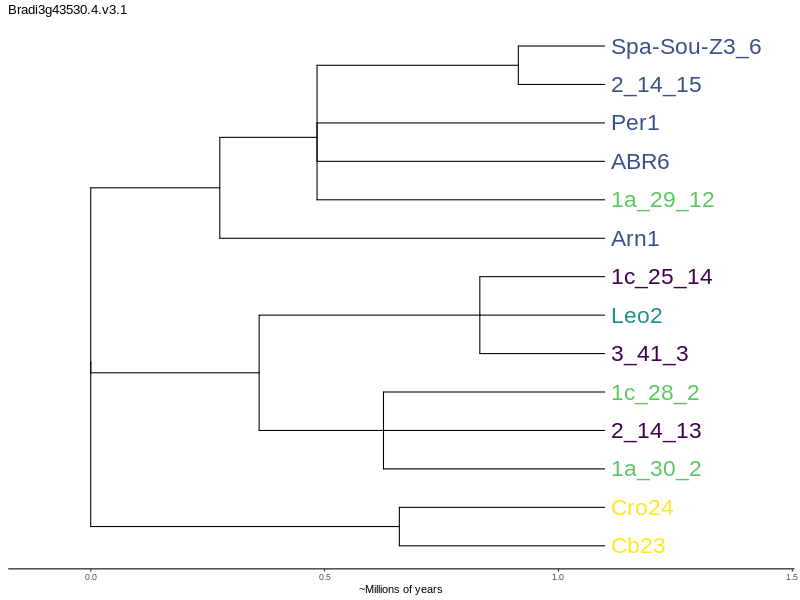 Bradi3g43530.4.v3.1
Spa-Sou-Z3_6
2_14_15
Per1
ABR6
1a_29_12
Arn1
1c_25_14
Leo2
3_41_3
1c_28_2
2_14_13
1a_30_2
Cro24
Cb23
0.0 0.5 1.0 1.5
~Millions of years